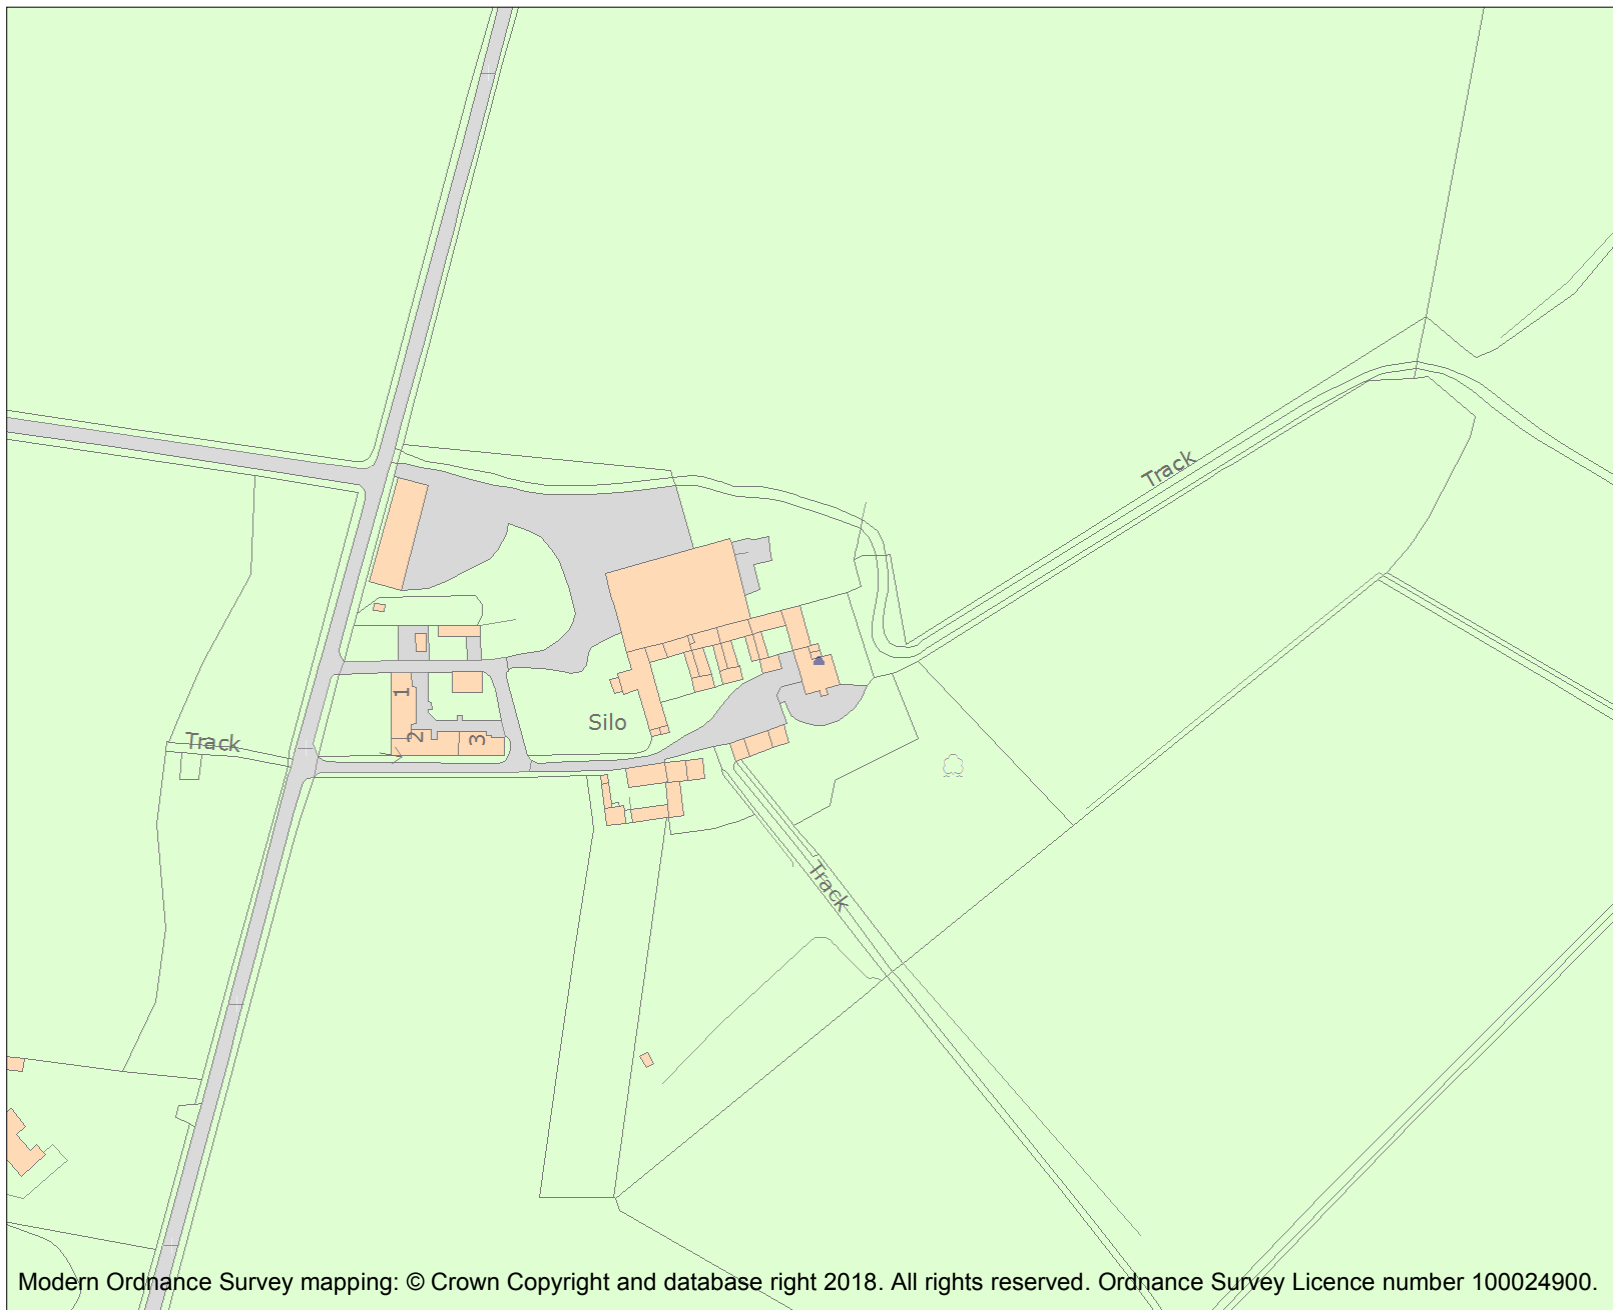 Track
1
Silo
2
3
Track
Track
Modern Ordnance Survey mapping: © Crown Copyright and database right 2018. All rights reserved. Ordnance Survey Licence number 100024900.